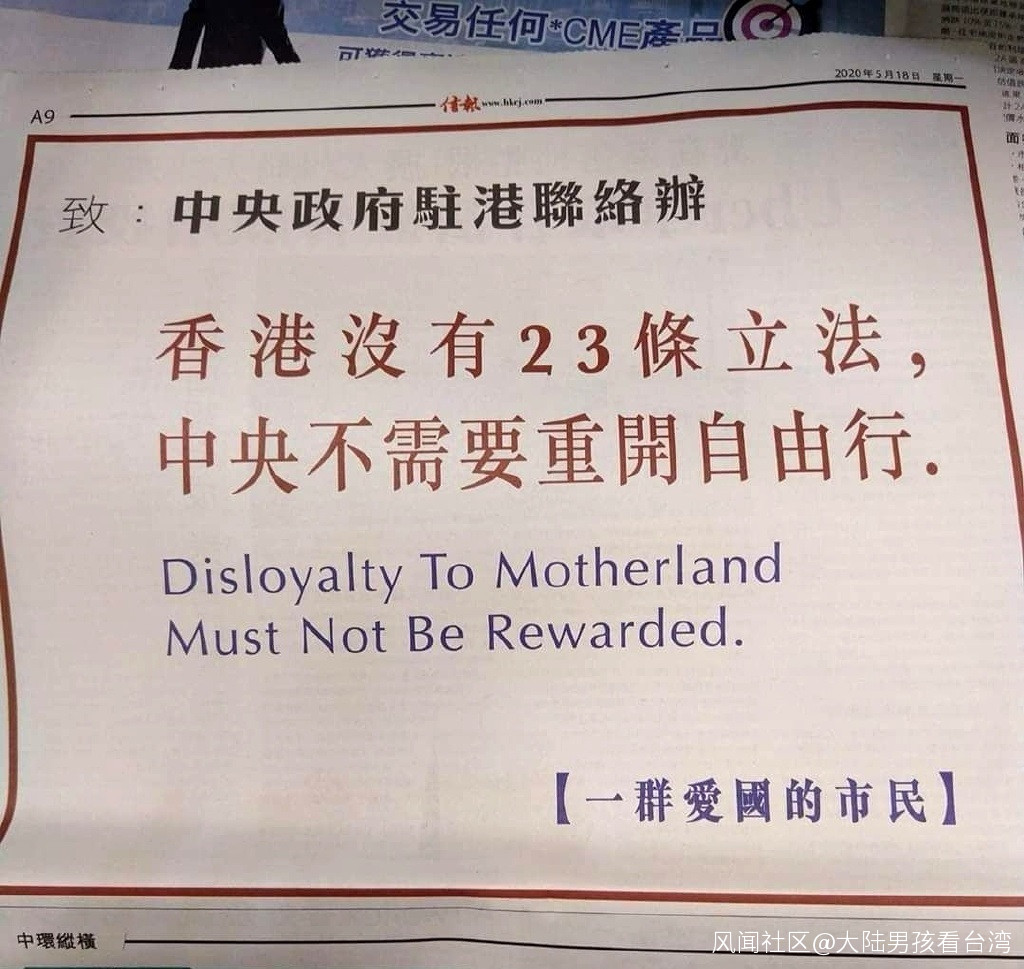 交易任何*CME產品
2020年5月18日 星期一
A9
信報 www.hkej.com
致：中央政府駐港聯絡辦
香港沒有23條立法，
中央不需要重開自由行.
Disloyalty To Motherland
Must Not Be Rewarded.
【一群愛國的市民】
中環縱橫
风闻社区@大陆男孩看台湾